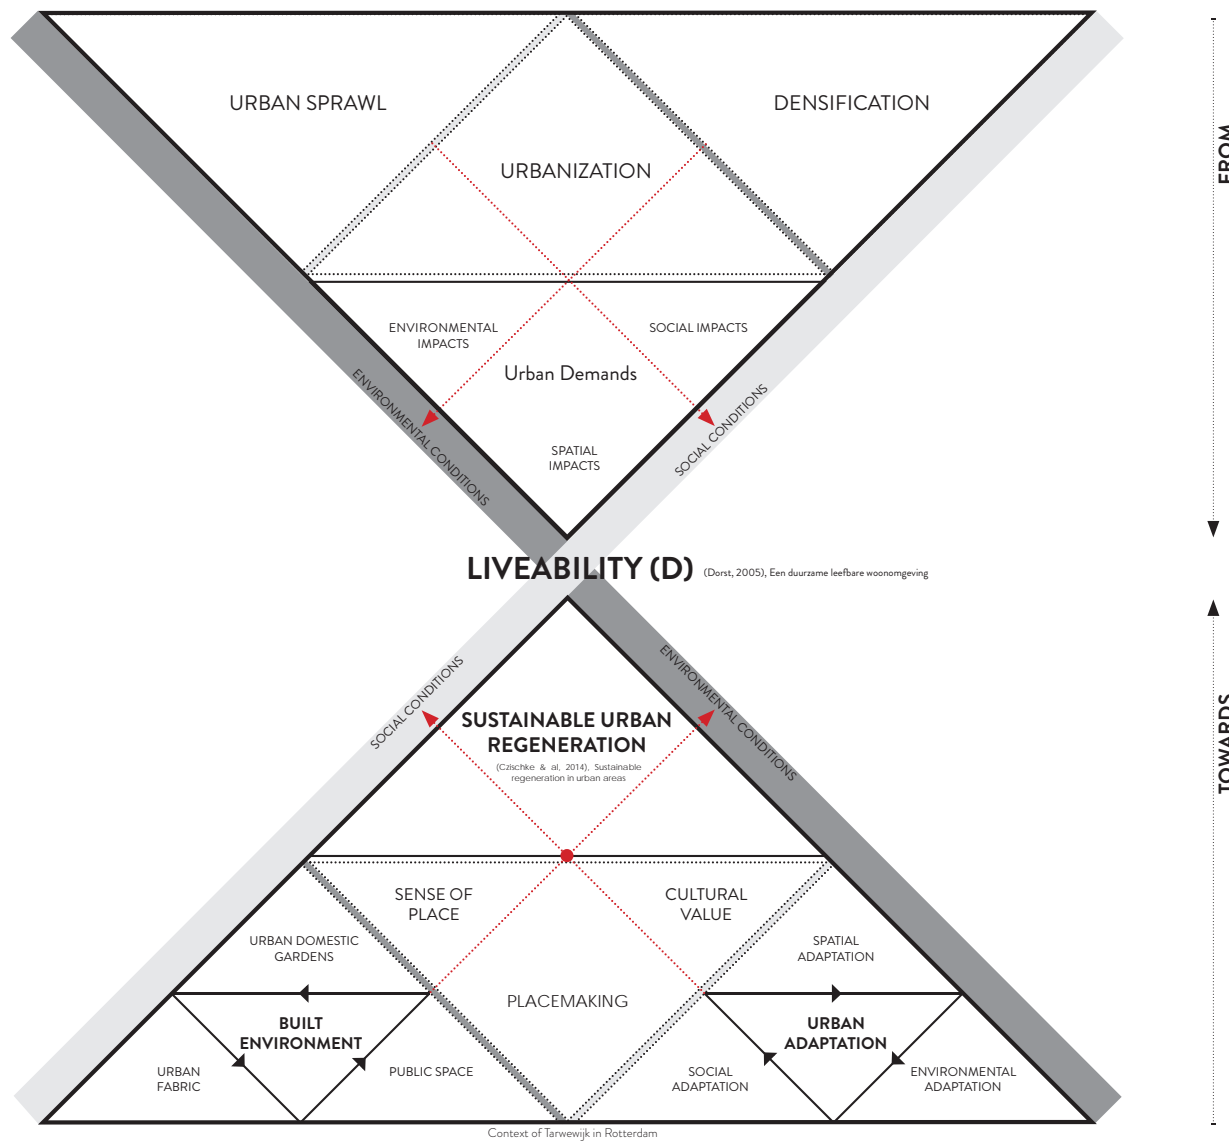 URBAN SPRAWL
DENSIFICATION
FROM
URBANIZATION
ENVIRONMENTAL
IMPACTS
SOCIAL IMPACTS
Urban Demands
ENVIRONMENTAL CONDITIONS
SOCIAL CONDITIONS
SPATIAL
IMPACTS
LIVEABILITY (D)
(Dorst, 2005), Een duurzame leefbare woonomgeving
SOCIAL CONDITIONS
ENVIRONMENTAL CONDITIONS
TOWARDS
SUSTAINABLE URBAN
REGENERATION
(Czischke & al, 2014), Sustainable
regeneration in urban areas
SENSE OF
PLACE
CULTURAL
VALUE
URBAN DOMESTIC
GARDENS
SPATIAL
ADAPTATION
PLACEMAKING
BUILT
ENVIRONMENT
URBAN
ADAPTATION
URBAN
FABRIC
PUBLIC SPACE
SOCIAL
ADAPTATION
ENVIRONMENTAL
ADAPTATION
Context of Tarwewijk in Rotterdam